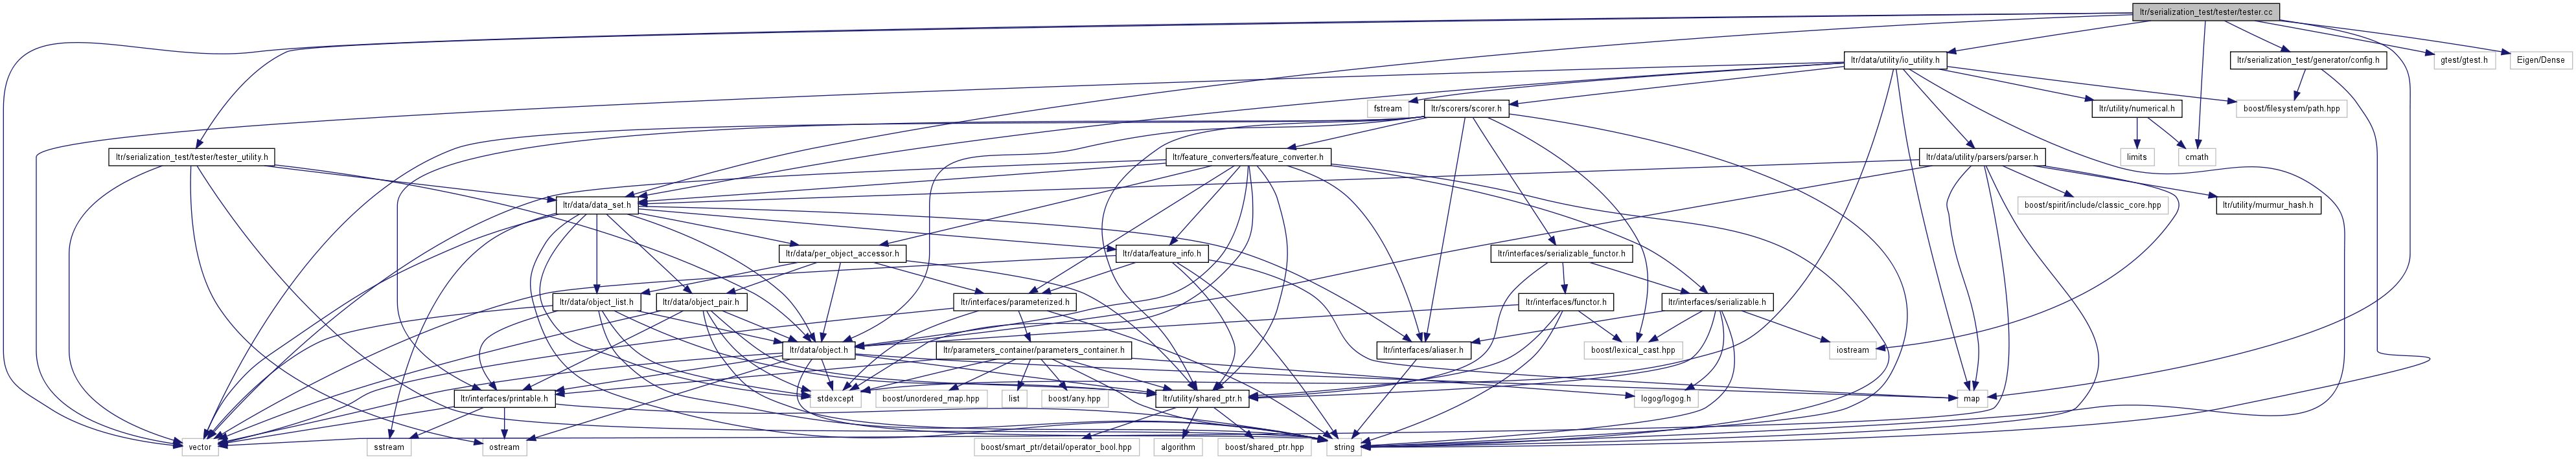 ltr/serialization_test/tester/tester.cc
ltr/data/utility/io_utility.h
ltr/serialization_test/generator/config.h
gtest/gtest.h
Eigen/Dense
fstream
ltr/scorers/scorer.h
ltr/utility/numerical.h
boost/filesystem/path.hpp
ltr/serialization_test/tester/tester_utility.h
ltr/feature_converters/feature_converter.h
ltr/data/utility/parsers/parser.h
limits
cmath
ltr/data/data_set.h
boost/spirit/include/classic_core.hpp
ltr/utility/murmur_hash.h
ltr/data/per_object_accessor.h
ltr/data/feature_info.h
ltr/interfaces/serializable_functor.h
ltr/data/object_list.h
ltr/data/object_pair.h
ltr/interfaces/parameterized.h
ltr/interfaces/functor.h
ltr/interfaces/serializable.h
ltr/data/object.h
ltr/parameters_container/parameters_container.h
ltr/interfaces/aliaser.h
boost/lexical_cast.hpp
iostream
ltr/interfaces/printable.h
stdexcept
boost/unordered_map.hpp
list
boost/any.hpp
ltr/utility/shared_ptr.h
logog/logog.h
map
vector
sstream
ostream
boost/smart_ptr/detail/operator_bool.hpp
algorithm
boost/shared_ptr.hpp
string